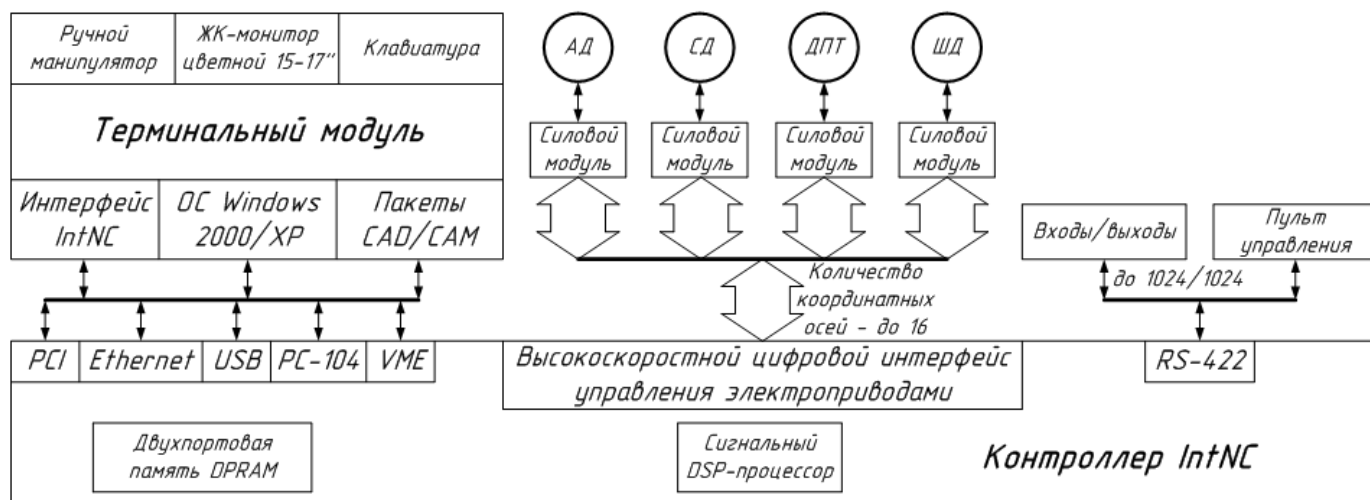 Ручной
манипулятор
ЖК-монитор
цветной 15-17"
Клавиатура
Терминальный модуль
Интерфейс
IntNC
ОС Windows
2000/XP
Пакеты
CAD/CAM
АД
СД
ДПТ
ШД
Силовой
модуль
Силовой
модуль
Силовой
модуль
Силовой
модуль
Количество
координатных
осей - до 16
Входы/выходы
Пульт
управления
до 1024/1024
PCI
Ethernet
USB
PC-104
VME
Высокоскоростной цифровой интерфейс
управления электроприводами
RS-422
Двухпортовая
память DPRAM
Сигнальный
DSP-процессор
Контроллер IntNC